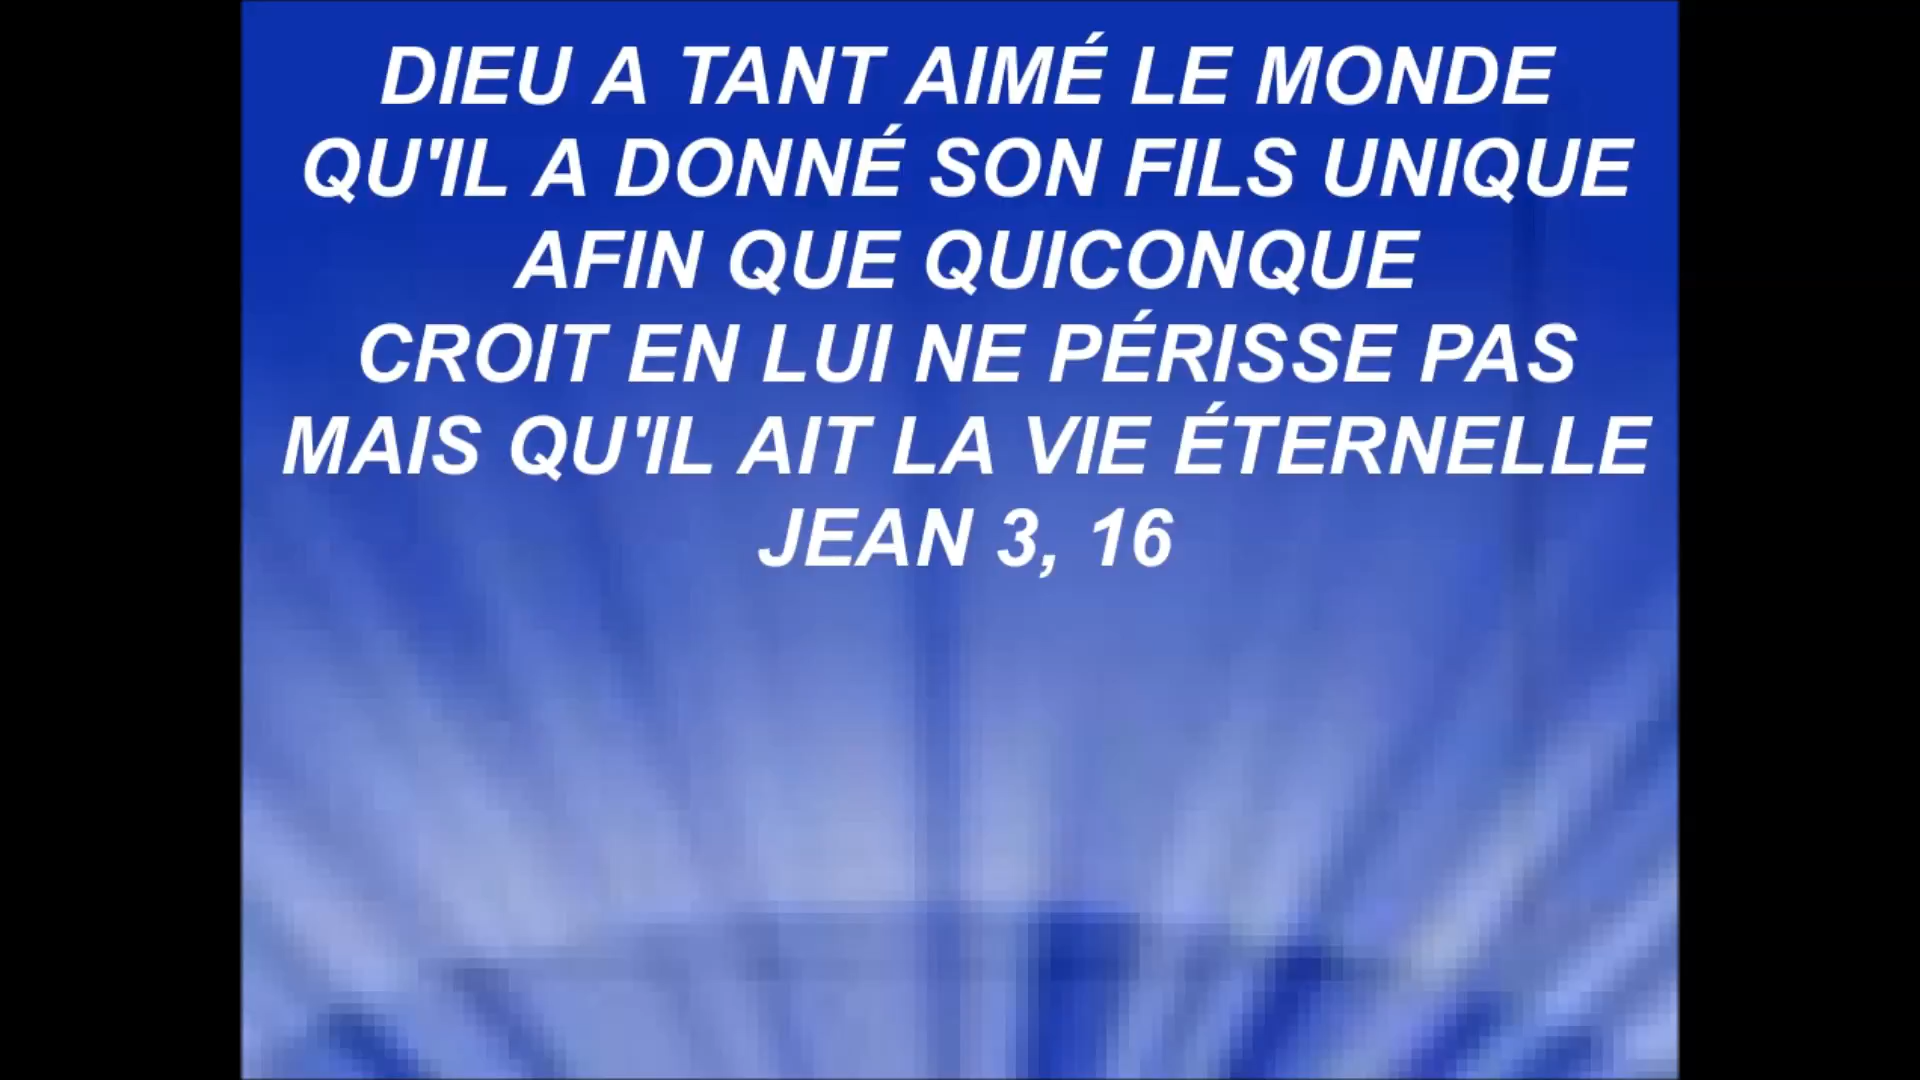 DIEU A TANT AIMÉ LE MONDE
QU'IL A DONNÉ SON FILS UNIQUE
AFIN QUE QUICONQUE
CROIT EN LUI NE PÉRISSE PAS
MAIS QU'IL AIT LA VIE ÉTERNELLE
JEAN 3, 16